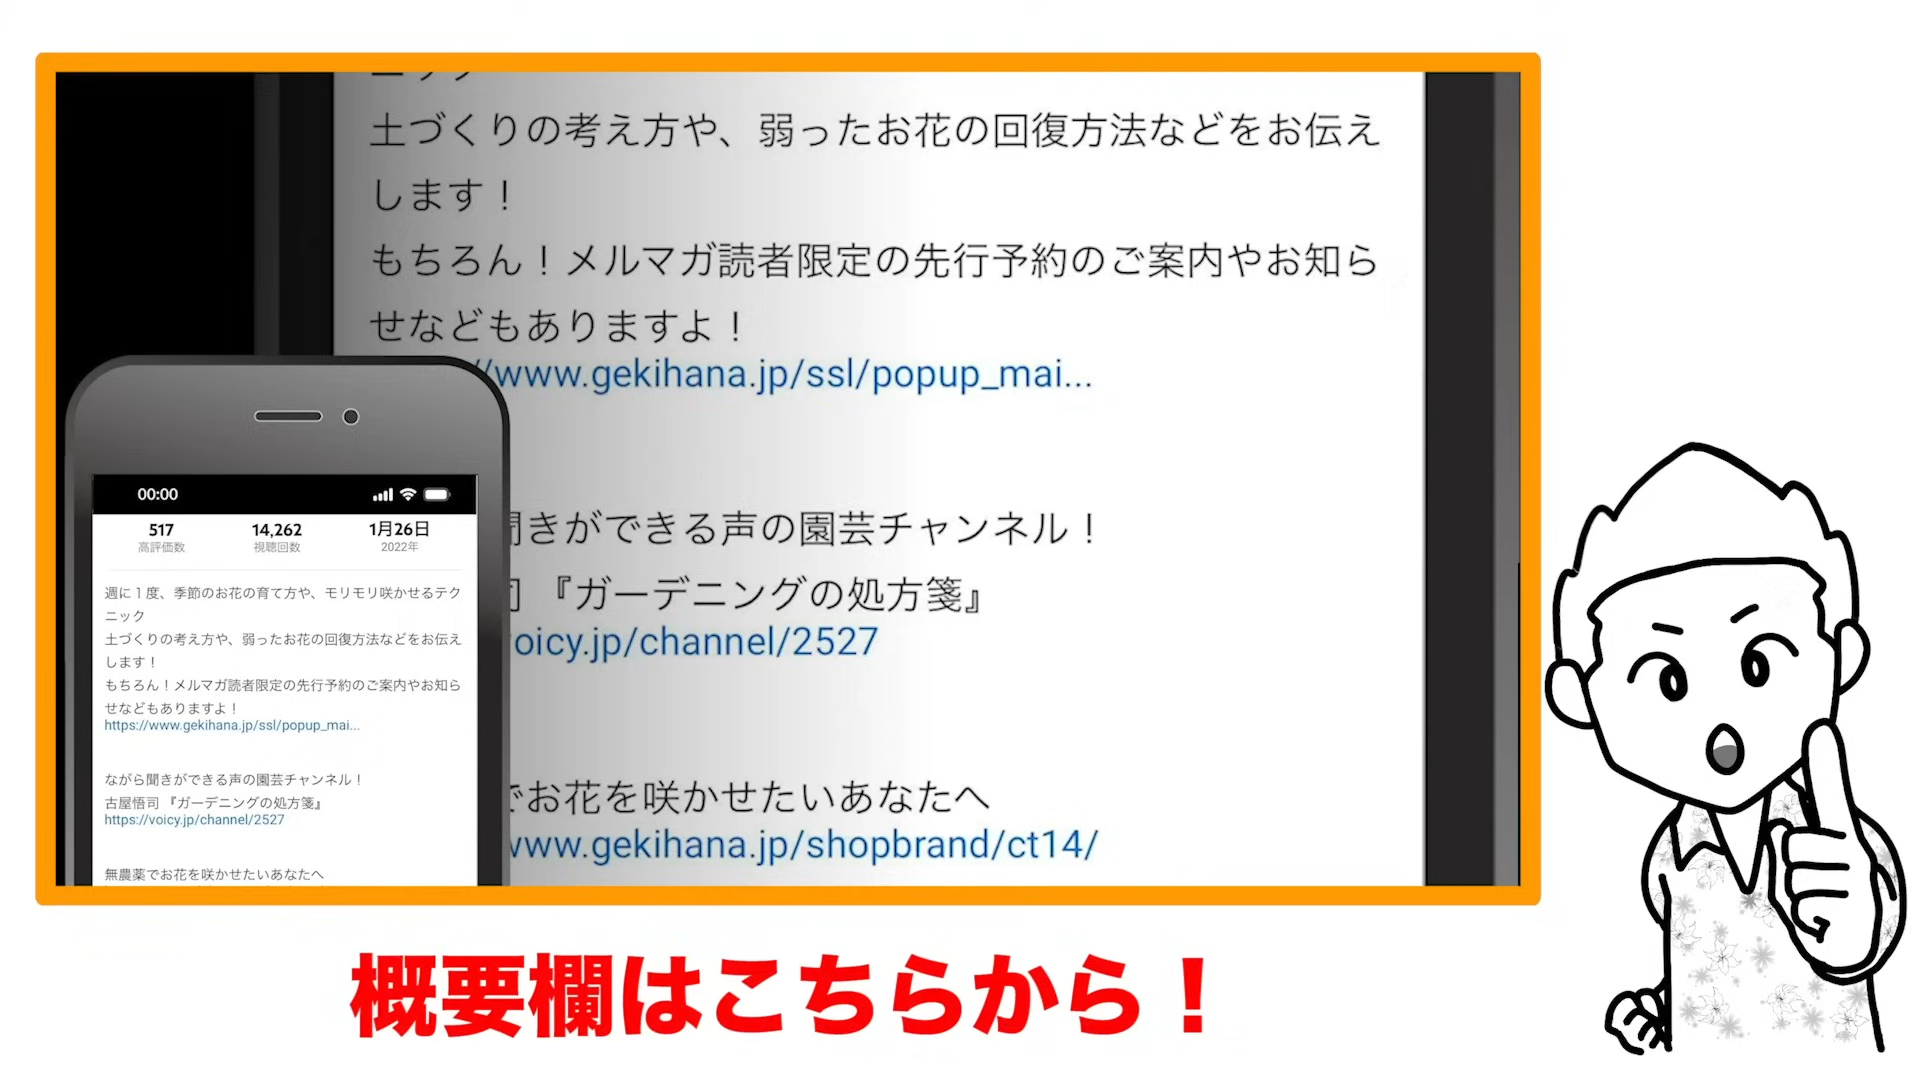 土づくりの考え方や、弱ったお花の回復方法などをお伝え
します！
もちろん！メルマガ読者限定の先行予約のご案内やお知ら
せなどもありますよ！
//www.gekihana.jp/ssl/popup_mai...
聞きができる声の園芸チャンネル！
司 『ガーデニングの処方箋』
voicy.jp/channel/2527
でお花を咲かせたいあなたへ
www.gekihana.jp/shopbrand/ct14/
00:00
517 14,262 1月26日
高評価数 視聴回数 2022年
週に１度、季節のお花の育て方や、モリモリ咲かせるテク
ニック
土づくりの考え方や、弱ったお花の回復方法などをお伝え
します！
もちろん！メルマガ読者限定の先行予約のご案内やお知ら
せなどもありますよ！
https://www.gekihana.jp/ssl/popup_mai...
ながら聞きができる声の園芸チャンネル！
古屋悟司 『ガーデニングの処方箋』
https://voicy.jp/channel/2527
無農薬でお花を咲かせたいあなたへ
概要欄はこちらから！